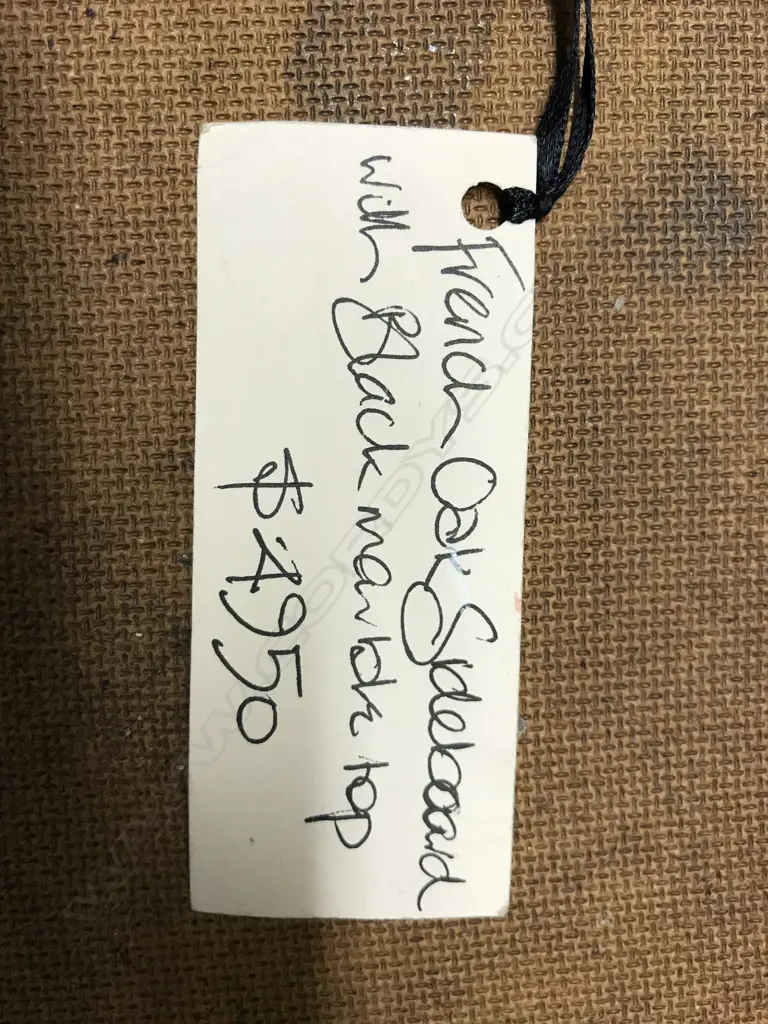 French Oak Sideboard
with Black marble top
$4950